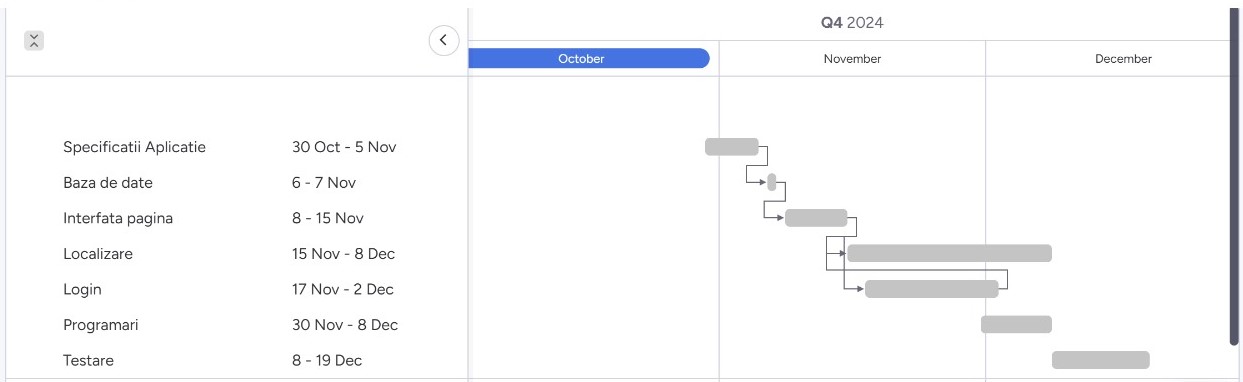 Q4 2024
October November December
Specificatii Aplicatie 30 Oct - 5 Nov
Baza de date 6 - 7 Nov
Interfata pagina 8 - 15 Nov
Localizare 15 Nov - 8 Dec
Login 17 Nov - 2 Dec
Programari 30 Nov - 8 Dec
Testare 8 - 19 Dec